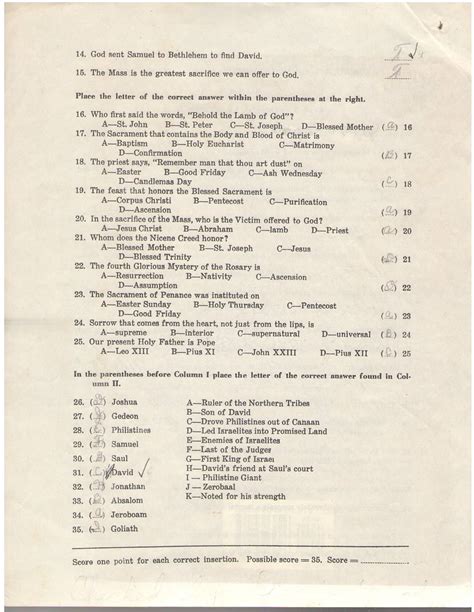 14. God sent Samuel to Bethlehem to find David.
15. The Mass is the greatest sacrifice we can offer to God.
Place the letter of the correct answer within the parentheses at the right.
16. Who first said the words, "Behold the Lamb of God"?
A—St. John B—St. Peter C—St. Joseph D—Blessed Mother (a) 16
17. The Sacrament that contains the Body and Blood of Christ is
A—Baptism B—Holy Eucharist C—Matrimony
D—Confirmation (B) 17
18. The priest says, "Remember man that thou art dust" on
A—Easter B—Good Friday C—Ash Wednesday
D—Candlemas Day (C) 18
19. The feast that honors the Blessed Sacrament is
A—Corpus Christi B—Pentecost C—Purification
D—Ascension (a) 19
20. In the sacrifice of the Mass, who is the Victim offered to God?
A—Jesus Christ B—Abraham C—lamb D—Priest (a) 20
21. Whom does the Nicene Creed honor?
A—Blessed Mother B—St. Joseph C—Jesus
D—Blessed Trinity ( ) 21
22. The fourth Glorious Mystery of the Rosary is
A—Resurrection B—Nativity C—Ascension
D—Assumption ( ) 22
23. The Sacrament of Penance was instituted on
A—Easter Sunday B—Holy Thursday C—Pentecost
D—Good Friday (a) 23
24. Sorrow that comes from the heart, not just from the lips, is
A—supreme B—interior C—supernatural D—universal ( ) 24
25. Our present Holy Father is Pope
A—Leo XIII B—Pius XI C—John XXIII D—Pius XII ( ) 25
In the parentheses before Column I place the letter of the correct answer found in Col-
umn II.
26. ( ) Joshua A—Ruler of the Northern Tribes
27. ( ) Gedeon B—Son of David
28. ( ) Philistines C—Drove Philistines out of Canaan
29. ( ) Samuel D—Led Israelites into Promised Land
30. ( ) Saul E—Enemies of Israelites
31. ( ) David F—Last of the Judges
32. ( ) Jonathan G—First King of Israel
33. ( ) Absalom H—David's friend at Saul's court
34. ( ) Jeroboam I—Philistine Giant
35. ( ) Goliath J—Zerobaal
K—Noted for his strength
Score one point for each correct insertion. Possible score = 35. Score =